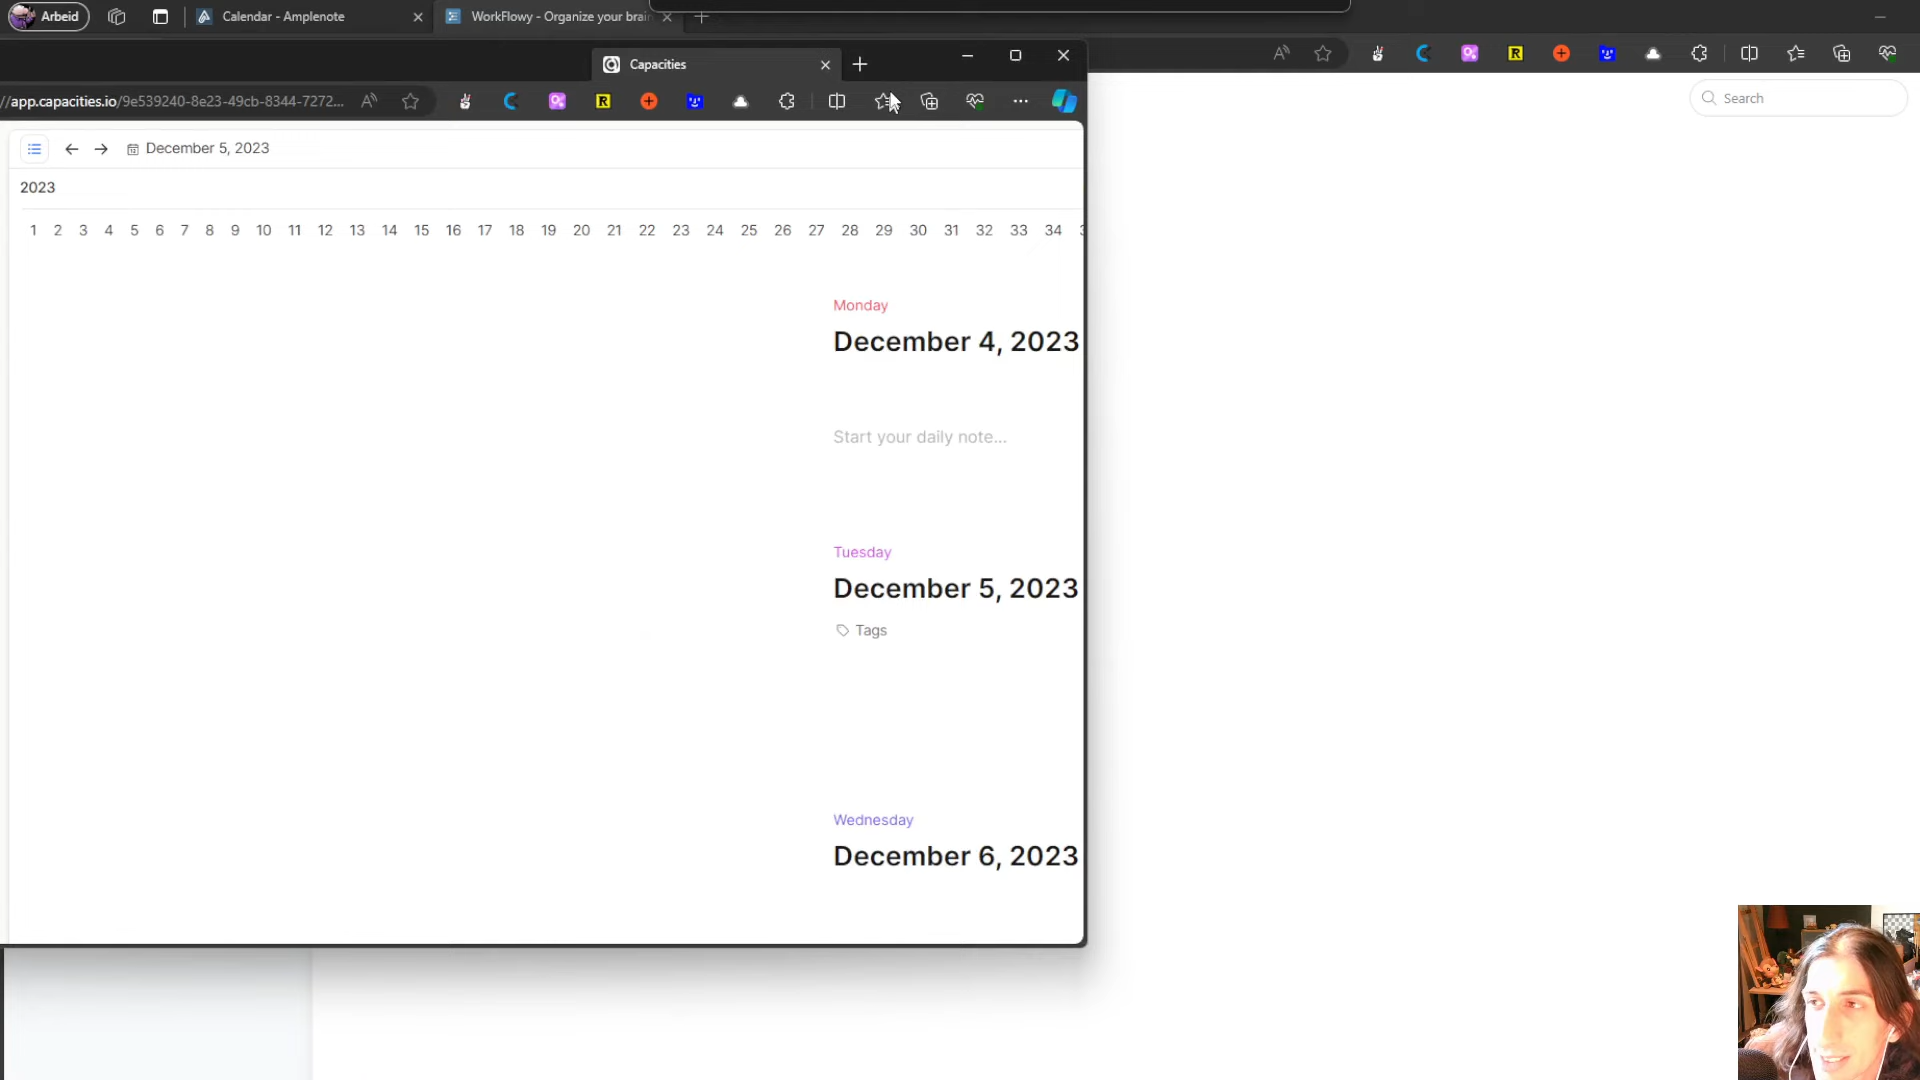 Arbeid
Calendar - Amplenote
WorkFlowy - Organize your brain
Capacities
//app.capacities.io/9e539240-8e23-49cb-8344-7272...
Search
December 5, 2023
2023
1 2 3 4 5 6 7 8 9 10 11 12 13 14 15 16 17 18 19 20 21 22 23 24 25 26 27 28 29 30 31 32 33 34
Monday
December 4, 2023
Start your daily note...
Tuesday
December 5, 2023
Tags
Wednesday
December 6, 2023